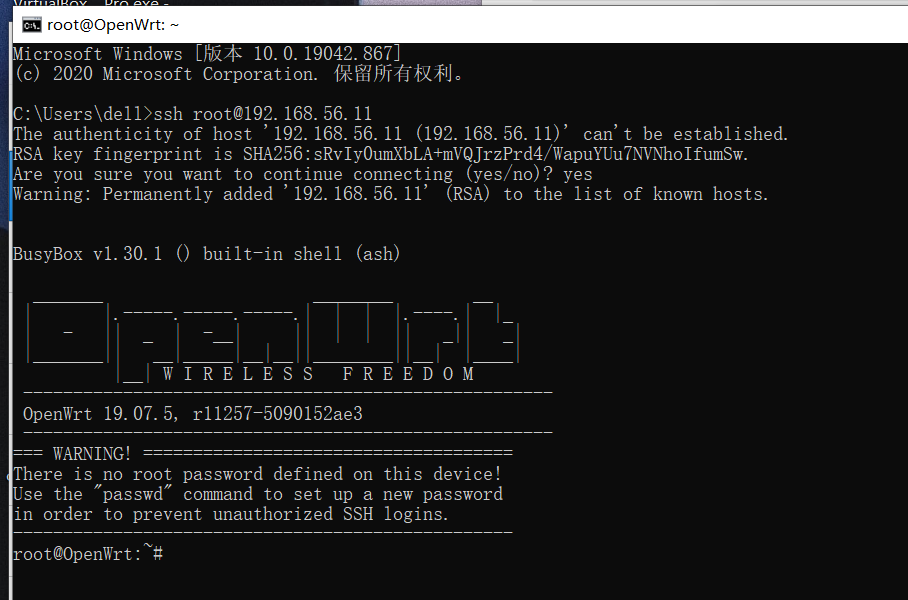 VirtualBox
Pro.exe -
root@OpenWrt: ~
Microsoft Windows [版本 10.0.19042.867]
(c) 2020 Microsoft Corporation. 保留所有权利。
C:\Users\dell>ssh root@192.168.56.11
The authenticity of host '192.168.56.11 (192.168.56.11)' can't be established.
RSA key fingerprint is SHA256:sRvIy0umXbLA+mVQJrzPrd4/WapuYUu7NVNhoIfumSw.
Are you sure you want to continue connecting (yes/no)? yes
Warning: Permanently added '192.168.56.11' (RSA) to the list of known hosts.
BusyBox v1.30.1 () built-in shell (ash)
OpenWrt
W I R E L E S S   F R E E D O M
-----------------------------------------------------
OpenWrt 19.07.5, r11257-5090152ae3
-----------------------------------------------------
=== WARNING! =====================================
There is no root password defined on this device!
Use the "passwd" command to set up a new password
in order to prevent unauthorized SSH logins.
--------------------------------------------------
root@OpenWrt:~#